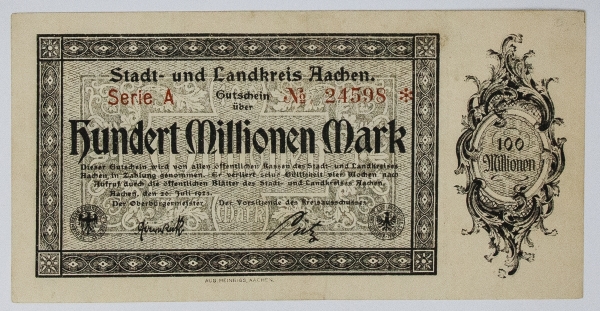 Stadt- und Landkreis Aachen.
Serie A Gutschein № 24598 *
über
Hundert Millionen Mark
Dieser Gutschein wird von allen öffentlichen Kassen des Stadt- und Landkreises
Aachen in Zahlung genommen. Er verliert seine Gültigkeit vier Wochen nach
Aufruf durch die öffentlichen Blätter des Stadt- und Landkreises Aachen.
Aachen, den 20. Juli 1923
Der Oberbürgermeister Der Vorsitzende des Kreisausschusses
Mark
100
Millionen
AACHEN